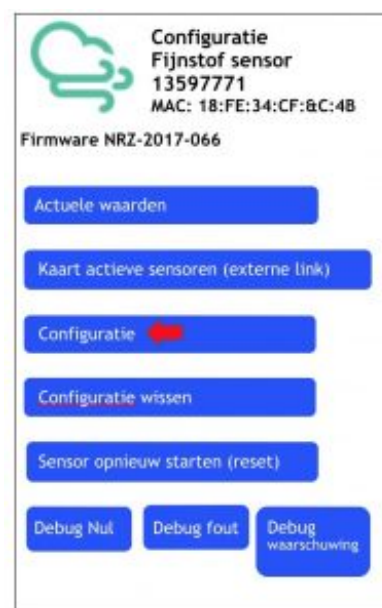 Configuratie
Fijnstof sensor
13597771
MAC: 18:FE:34:CF:&C:4B
Firmware NRZ-2017-066
Actuele waarden
Kaart actieve sensoren (externe link)
Configuratie
Configuratie wissen
Sensor opnieuw starten (reset)
Debug Nul
Debug fout
Debug
waarschuwing